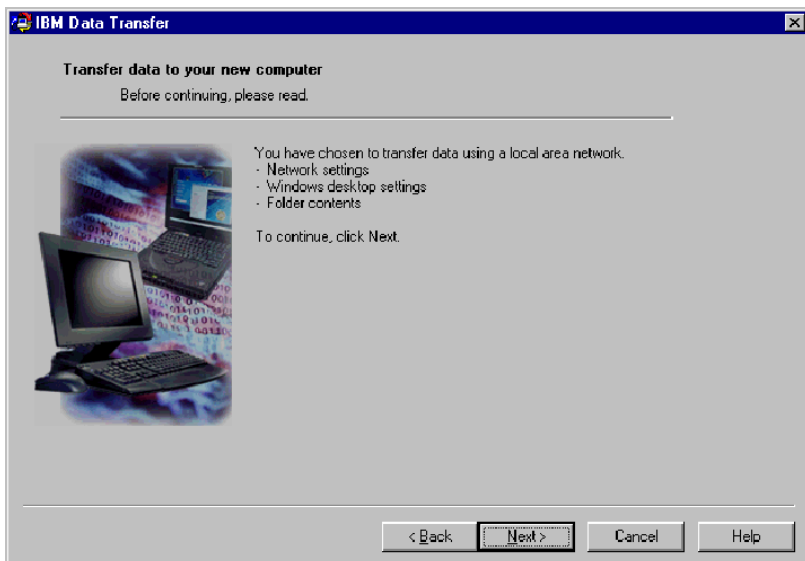 IBM Data Transfer
Transfer data to your new computer
Before continuing, please read.
You have chosen to transfer data using a local area network.
- Network settings
- Windows desktop settings
- Folder contents
To continue, click Next.
< Back
Next >
Cancel
Help